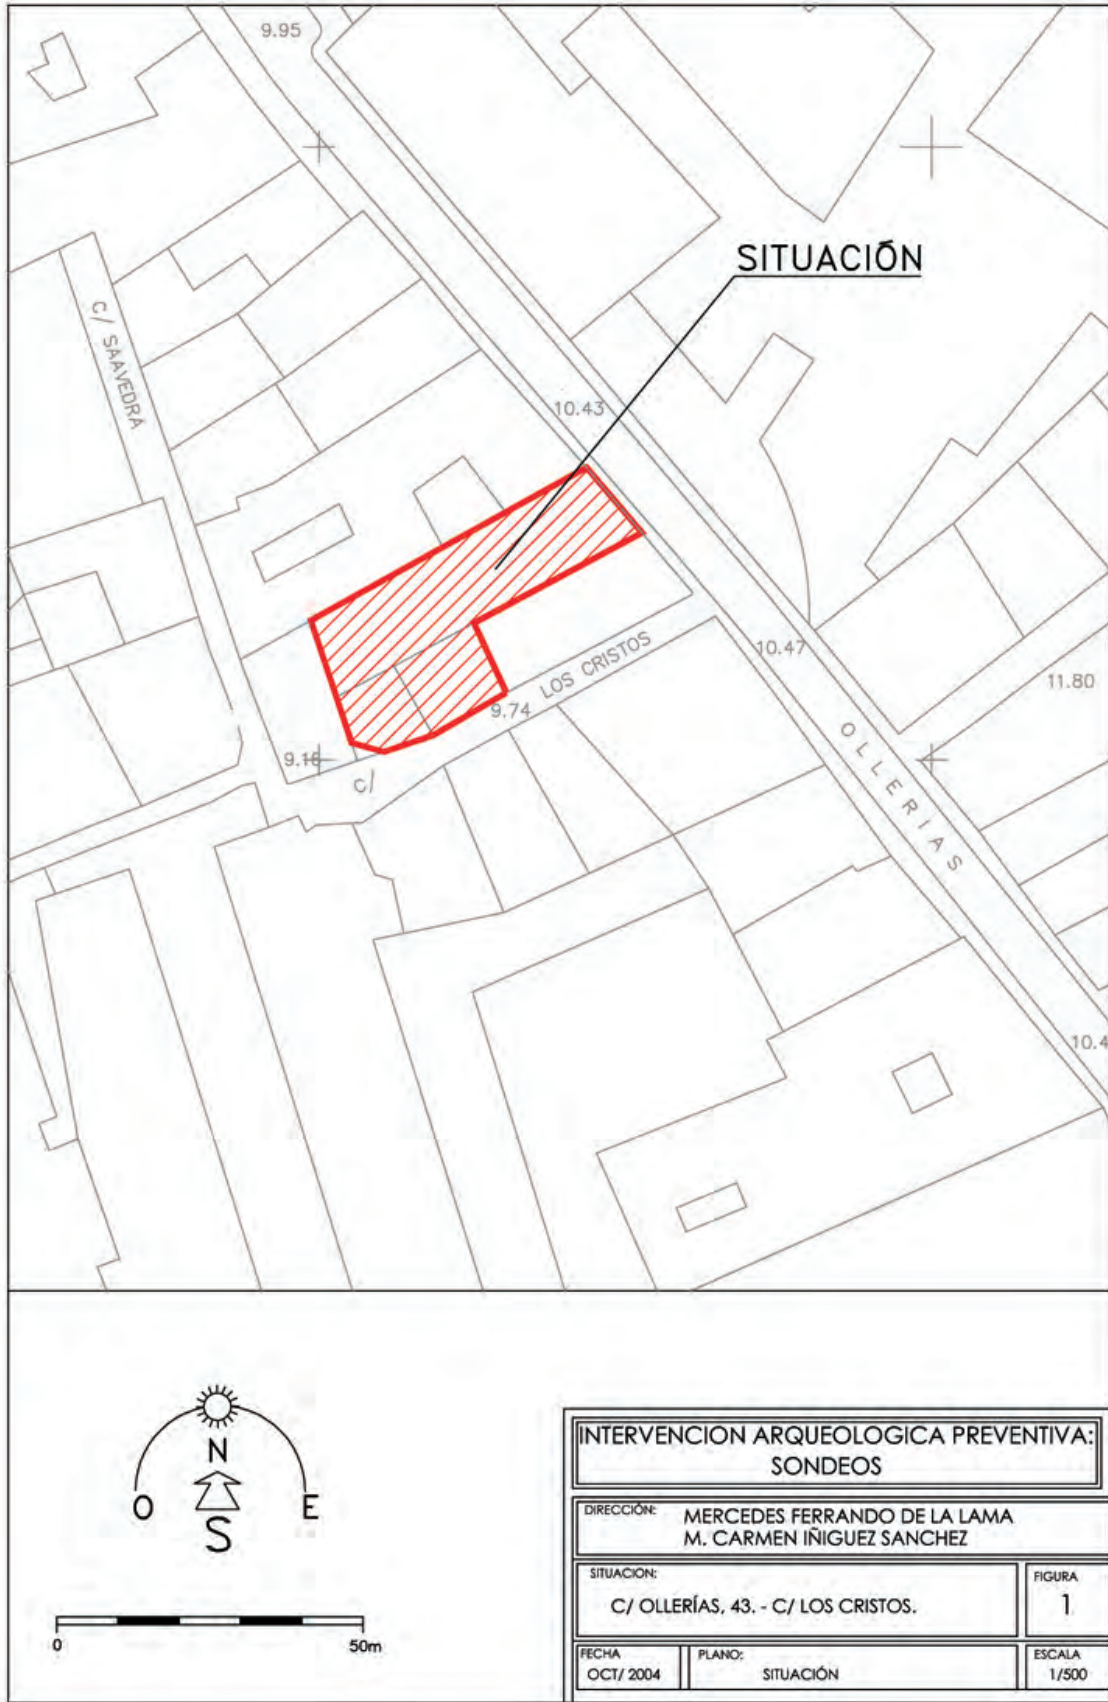 9.95
SITUACIÓN
C/ SAAVEDRA
10.43
C/ LOS CRISTOS
9.74
10.47
11.80
OLLERIAS
10.4
N
O E
S
0 50m
INTERVENCION ARQUEOLOGICA PREVENTIVA:
SONDEOS
DIRECCIÓN: MERCEDES FERRANDO DE LA LAMA
M. CARMEN IÑIGUEZ SANCHEZ
SITUACION:
C/ OLLERÍAS, 43. - C/ LOS CRISTOS.
FIGURA
1
FECHA
OCT/ 2004
PLANO:
SITUACIÓN
ESCALA
1/500